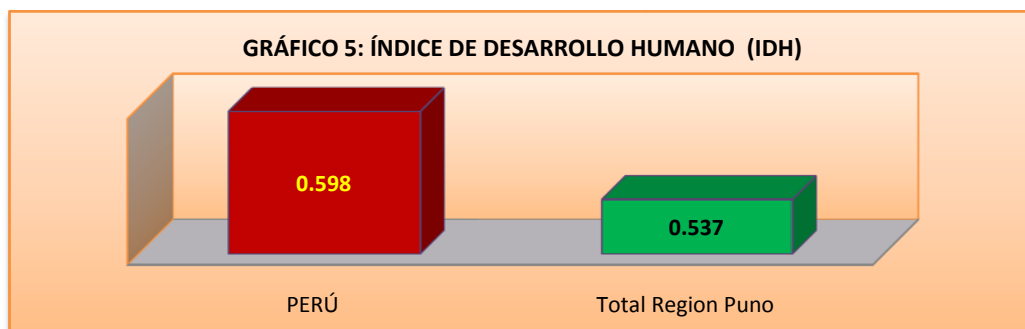 GRÁFICO 5: ÍNDICE DE DESARROLLO HUMANO (IDH)
0.598
0.537
PERÚ
Total Region Puno